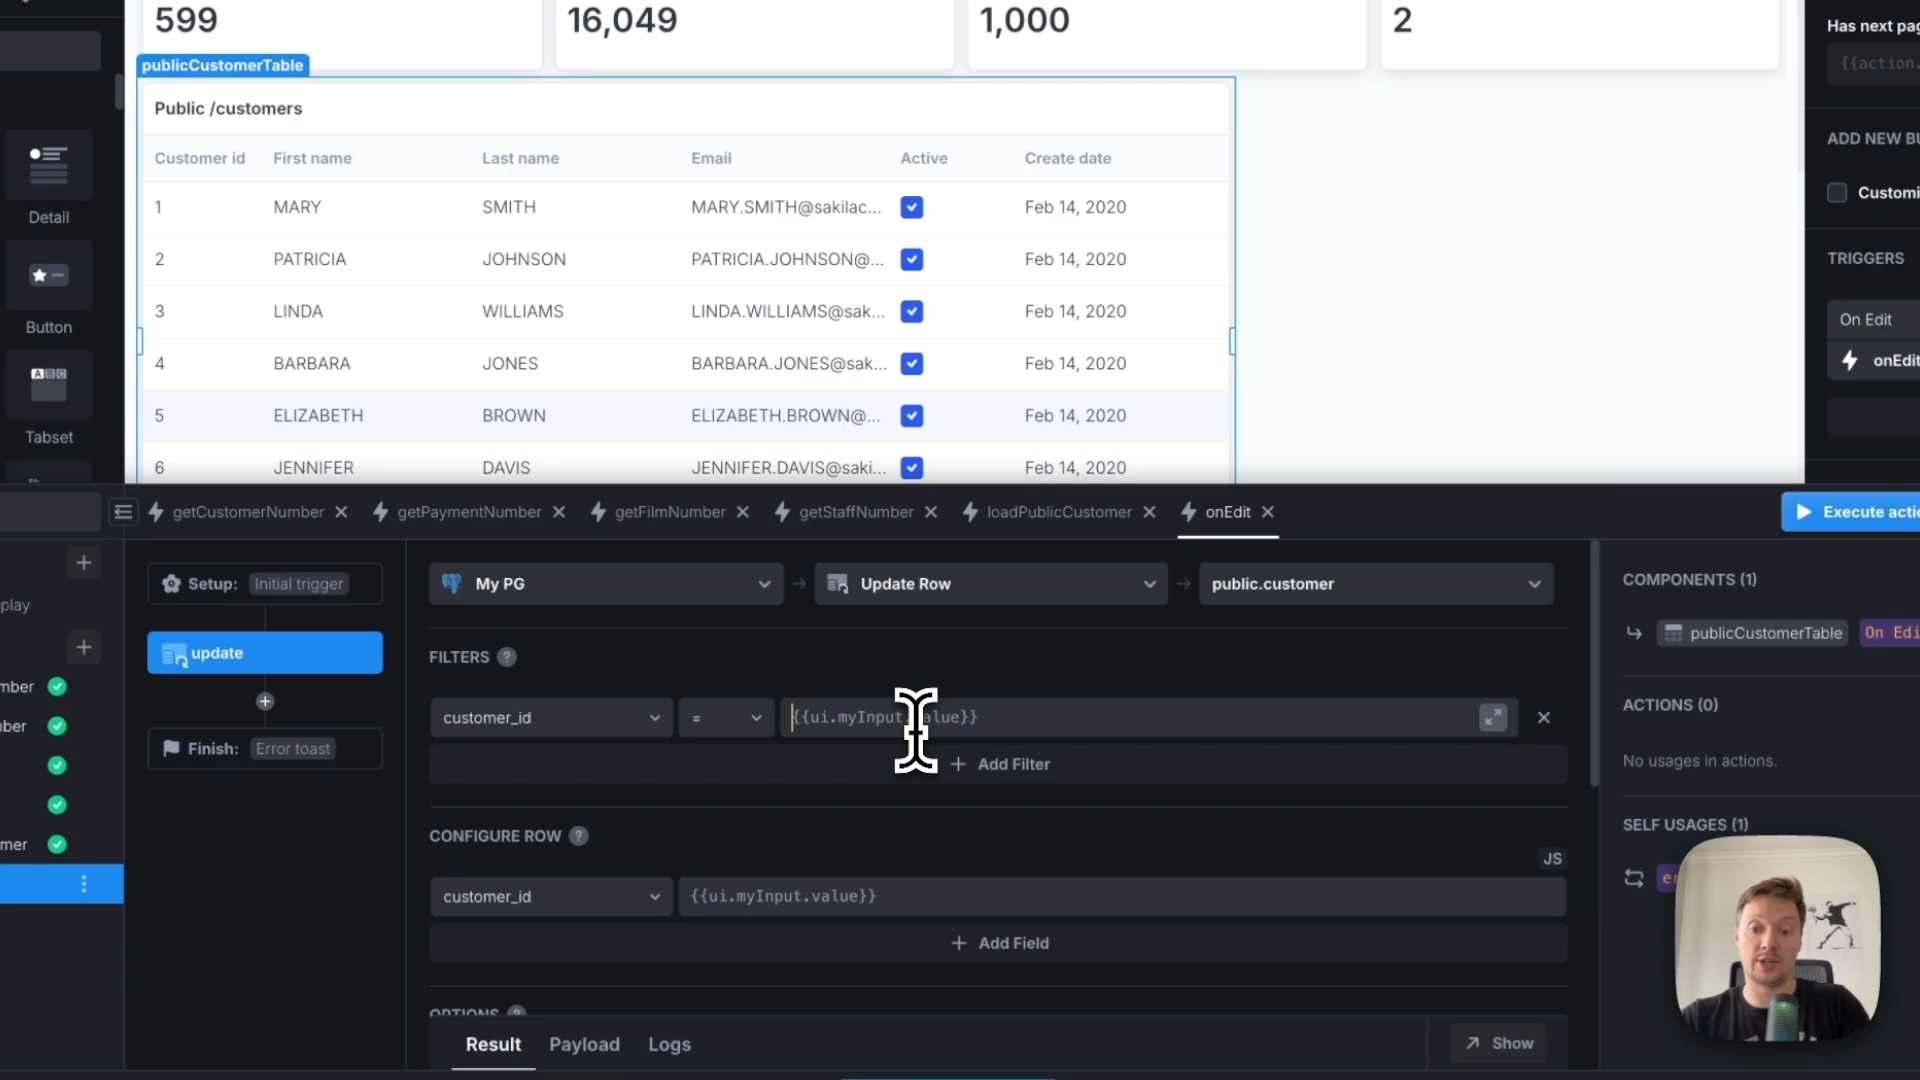 599
16,049
1,000
2
Has next pag
{{action.
publicCustomerTable
Public /customers
Customer id First name Last name Email Active Create date
1 MARY SMITH MARY.SMITH@sakilac... Feb 14, 2020
2 PATRICIA JOHNSON PATRICIA.JOHNSON@... Feb 14, 2020
3 LINDA WILLIAMS LINDA.WILLIAMS@sak... Feb 14, 2020
4 BARBARA JONES BARBARA.JONES@sak... Feb 14, 2020
5 ELIZABETH BROWN ELIZABETH.BROWN@... Feb 14, 2020
6 JENNIFER DAVIS JENNIFER.DAVIS@saki... Feb 14, 2020
Detail
Button
A B C
Tabset
ADD NEW BU
Customi
TRIGGERS
On Edit
onEdit
getCustomerNumber
getPaymentNumber
getFilmNumber
getStaffNumber
loadPublicCustomer
onEdit
Execute actio
play
mber
ber
mer
Setup: Initial trigger
update
Finish: Error toast
My PG
Update Row
public.customer
FILTERS ?
customer_id = {{ui.myInput.value}}
+ Add Filter
CONFIGURE ROW ?
JS
customer_id {{ui.myInput.value}}
+ Add Field
OPTIONS ?
Result Payload Logs
Show
COMPONENTS (1)
publicCustomerTable On Edi
ACTIONS (0)
No usages in actions.
SELF USAGES (1)